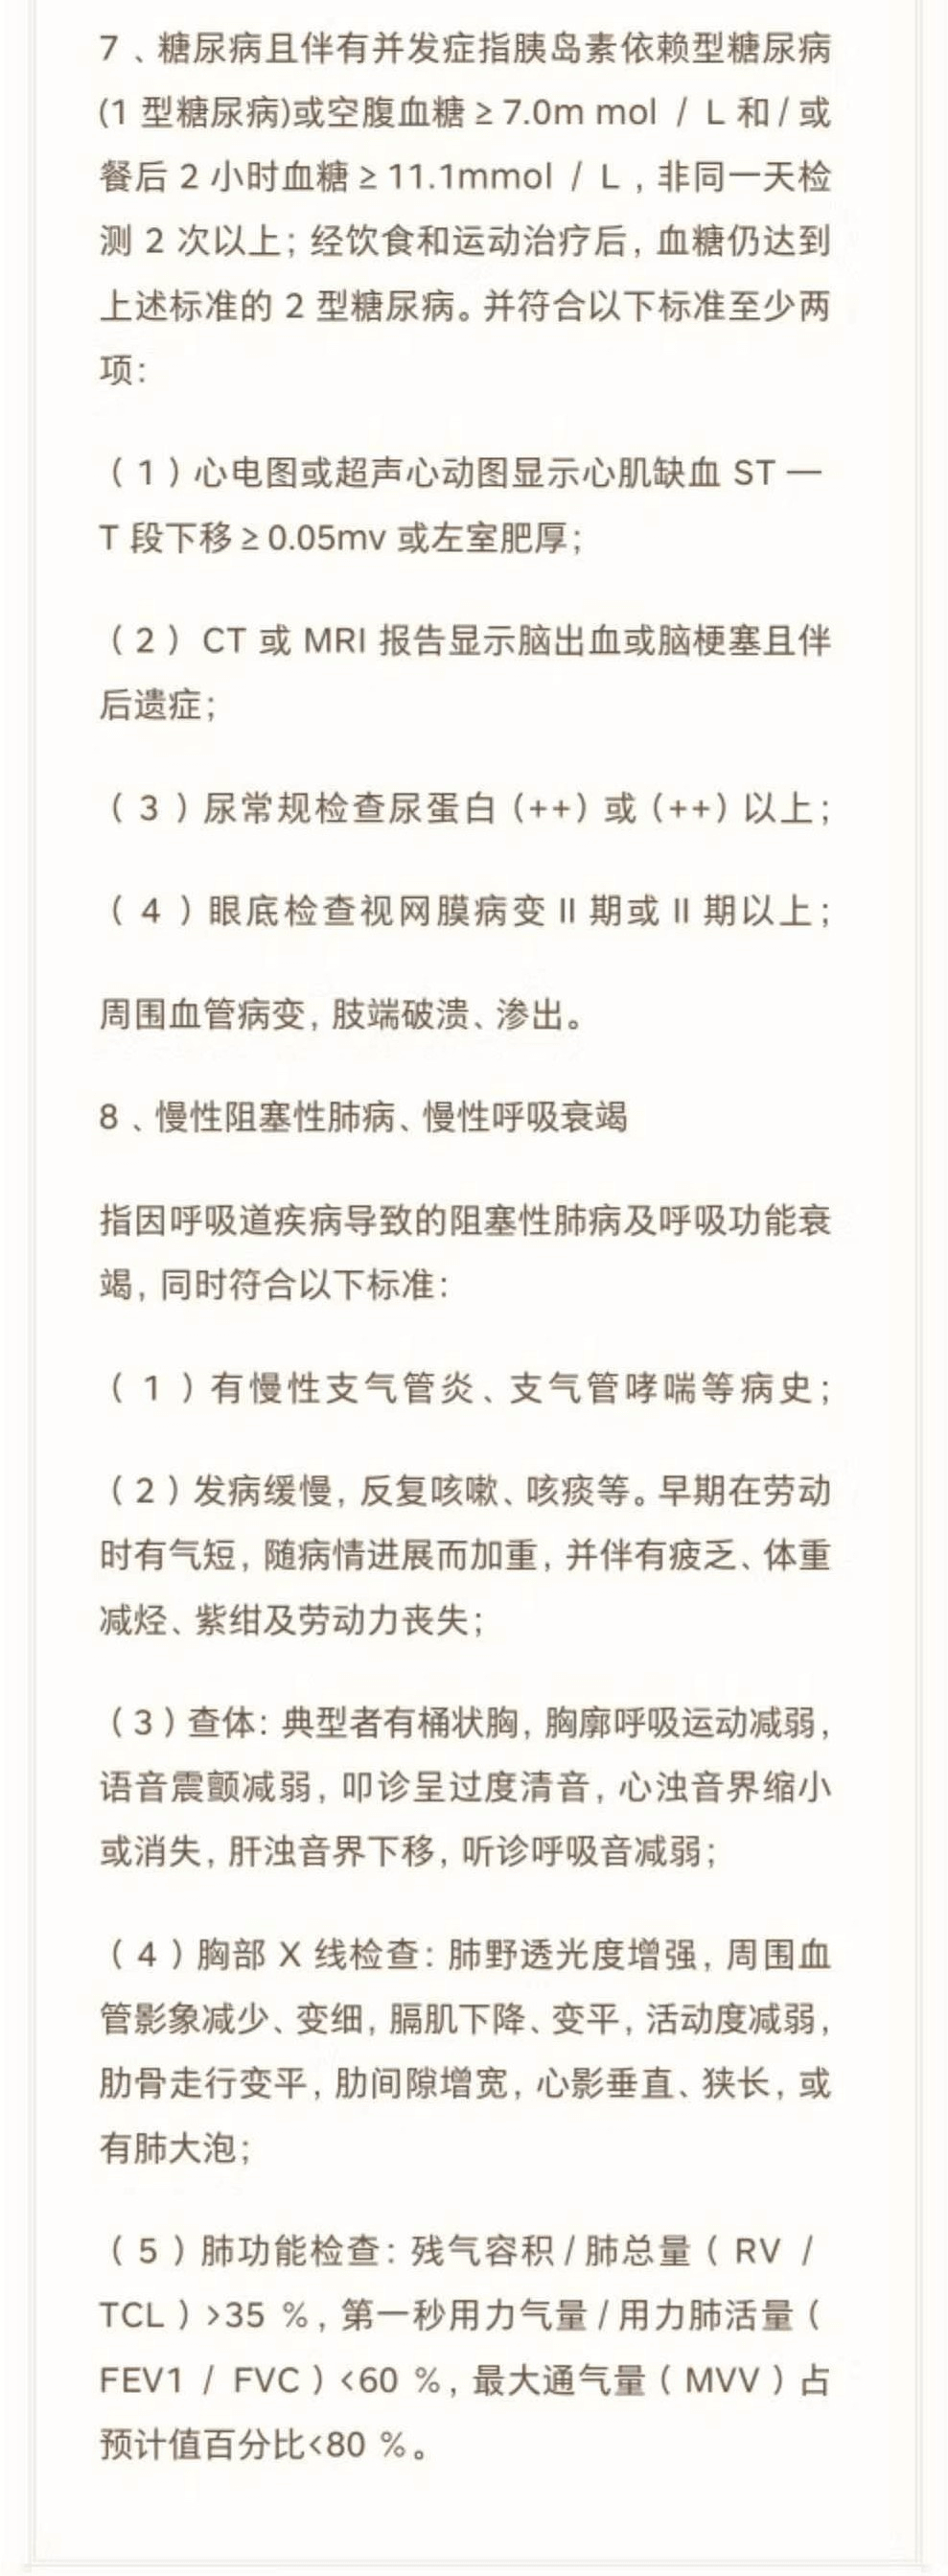 7、糖尿病且伴有并发症指胰岛素依赖型糖尿病
(1 型糖尿病)或空腹血糖≥7.0m mol / L 和/或
餐后 2 小时血糖≥11.1mmol / L，非同一天检
测 2 次以上；经饮食和运动治疗后，血糖仍达到
上述标准的 2 型糖尿病。并符合以下标准至少两
项：
（1）心电图或超声心动图显示心肌缺血 ST —
T 段下移≥0.05mv 或左室肥厚；
（2）CT 或 MRI 报告显示脑出血或脑梗塞且伴
后遗症；
（3）尿常规检查尿蛋白（++）或（++）以上；
（4）眼底检查视网膜病变 II 期或 II 期以上；
周围血管病变，肢端破溃、渗出。
8、慢性阻塞性肺病、慢性呼吸衰竭
指因呼吸道疾病导致的阻塞性肺病及呼吸功能衰
竭，同时符合以下标准：
（1）有慢性支气管炎、支气管哮喘等病史；
（2）发病缓慢，反复咳嗽、咳痰等。早期在劳动
时有气短，随病情进展而加重，并伴有疲乏、体重
减烃、紫绀及劳动力丧失；
（3）查体：典型者有桶状胸，胸廓呼吸运动减弱，
语音震颤减弱，叩诊呈过度清音，心浊音界缩小
或消失，肝浊音界下移，听诊呼吸音减弱；
（4）胸部 X 线检查：肺野透光度增强，周围血
管影象减少、变细，膈肌下降、变平，活动度减弱，
肋骨走行变平，肋间隙增宽，心影垂直、狭长，或
有肺大泡；
（5）肺功能检查：残气容积/肺总量（RV /
TCL）>35 %，第一秒用力气量/用力肺活量（
FEV1 / FVC）<60 %，最大通气量（MVV）占
预计值百分比<80 %。